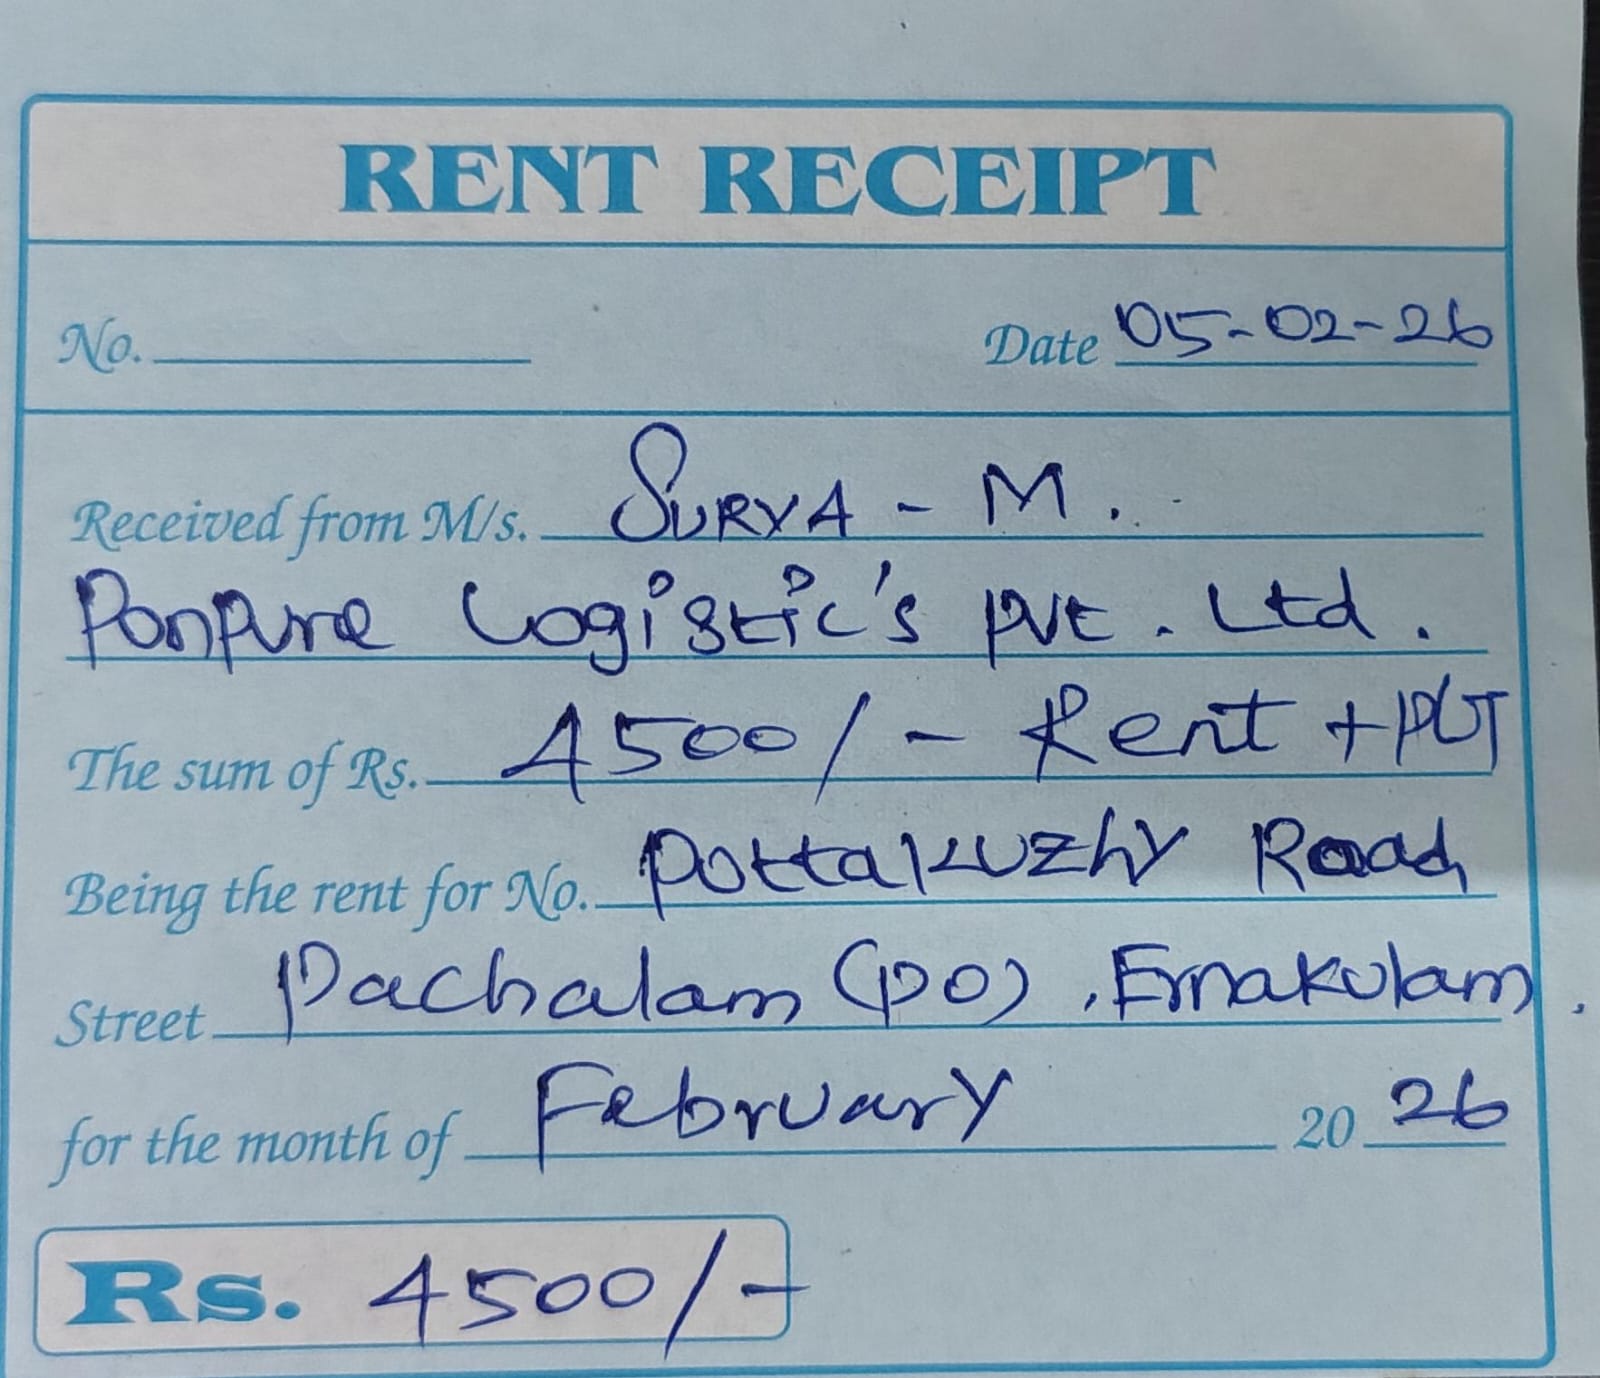 RENT RECEIPT
No. Date 05-02-26
Received from M/s. SURYA - M.
Ponpure Logistic's Pvt. Ltd.
The sum of Rs. 4500/- Rent +
Being the rent for No. Pottakuzhy Road
Street Pachalam (PO), Ernakulam.
for the month of February 2026
Rs. 4500/-